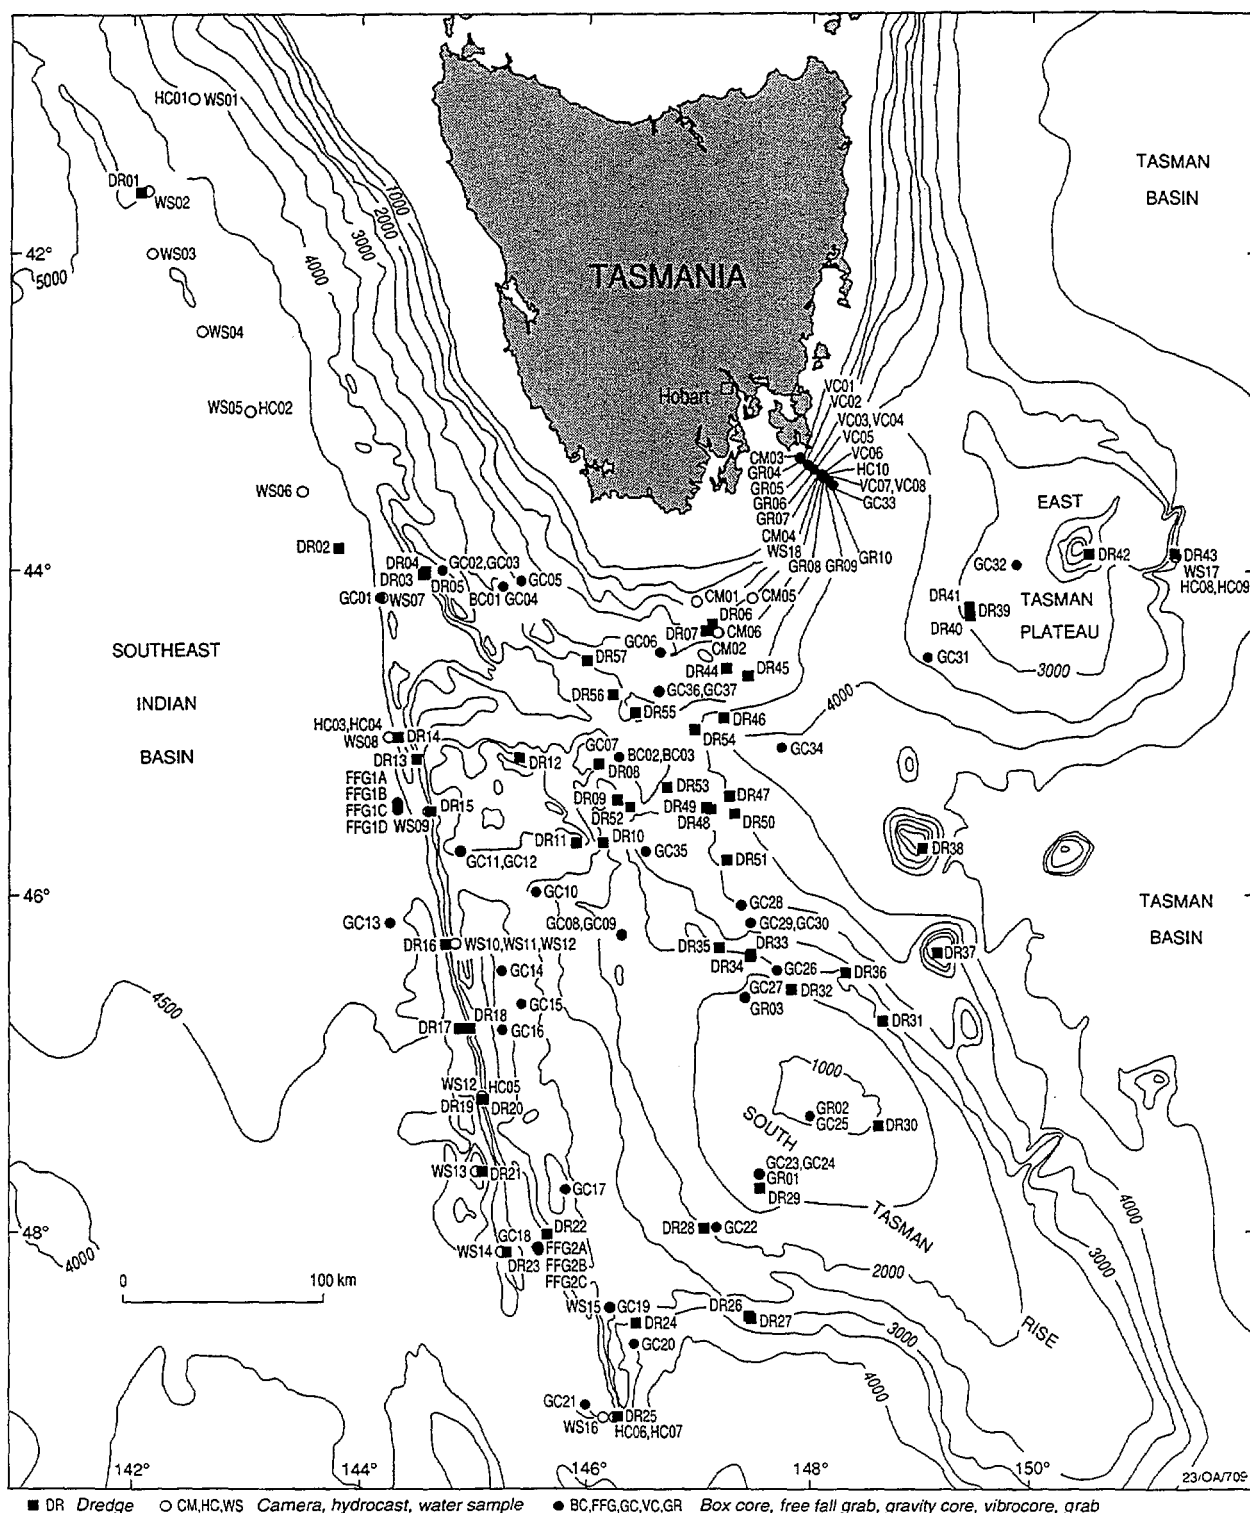 HC01 WS01
DR01
WS02
WS03
WS04
WS05 HC02
WS06
DR02
1000
2000
3000
4000
5000
42°
TASMAN
BASIN
TASMANIA
Hobart
VC01
VC02
VC03,VC04
VC05
VC06
HC10
VC07,VC08
GC33
CM03
GR04
GR05
GR06
GR07
CM04
WS18
GR08
GR09
GR10
EAST
TASMAN
PLATEAU
3000
DR42
DR43
WS17
HC08,HC09
GC32
DR41
DR39
DR40
GC31
44°
DR04
DR03
DR05
GC02,GC03
GC05
BC01 GC04
GC01 WS07
CM01
CM05
DR06
DR07
CM06
CM02
GC06
DR57
DR44
DR45
DR56
GC36,GC37
DR55
DR46
DR54
4000
GC34
SOUTHEAST
INDIAN
BASIN
HC03,HC04
WS08
DR14
DR13
FFG1A
FFG1B
FFG1C
FFG1D
WS09
DR15
DR12
GC07
BC02,BC03
DR08
DR53
DR09
DR52
DR49
DR48
DR47
DR50
DR11
DR10
GC35
DR51
GC11,GC12
DR38
46°
GC10
GC28
GC13
GC08,GC09
GC29,GC30
TASMAN
BASIN
DR16
WS10,WS11,WS12
DR35
DR33
DR34
DR37
GC14
GC26
DR36
GC27
GR03
DR32
4500
GC15
DR31
DR17
DR18
GC16
1000
WS12
HC05
DR19
DR20
GR02
GC25
DR30
SOUTH
TASMAN
RISE
WS13
DR21
GC23,GC24
GR01
DR29
GC17
48°
DR28
GC22
4000
3000
DR22
GC18
WS14
DR23
FFG2A
FFG2B
FFG2C
4000
2000
0
100 km
WS15
GC19
DR26
DR27
DR24
3000
GC20
4000
GC21
WS16
DR25
HC06,HC07
142°
144°
146°
148°
150°
23/OA/709
DR Dredge
CM,HC,WS Camera, hydrocast, water sample
BC,FFG,GC,VC,GR Box core, free fall grab, gravity core, vibrocore, grab